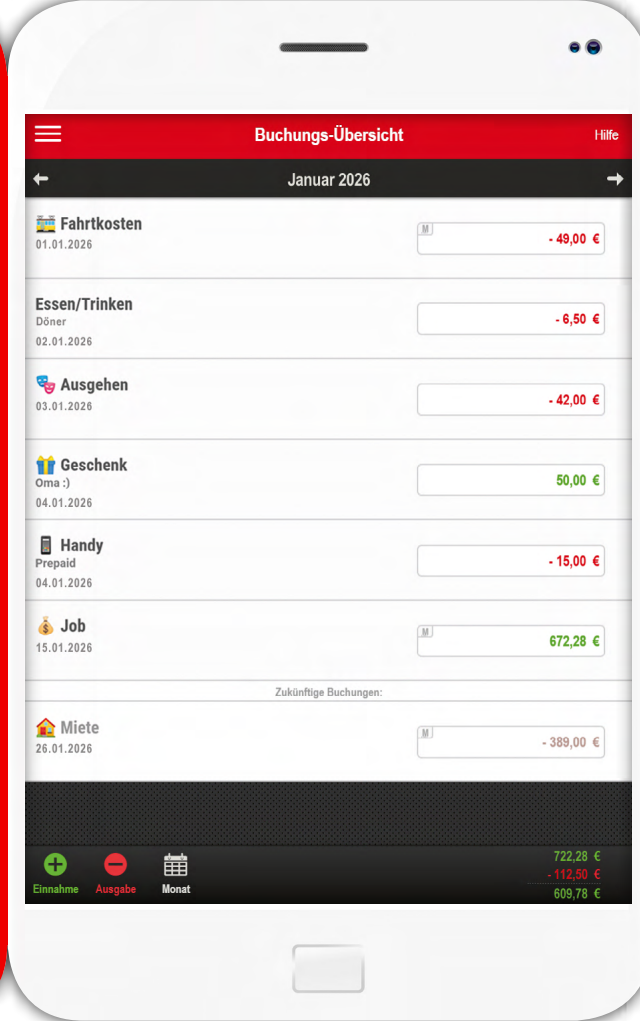 Buchungs-Übersicht
Hilfe
Januar 2026
Fahrtkosten
01.01.2026
M
- 49,00 €
Essen/Trinken
Döner
02.01.2026
- 6,50 €
Ausgehen
03.01.2026
- 42,00 €
Geschenk
Oma :)
04.01.2026
50,00 €
Handy
Prepaid
04.01.2026
- 15,00 €
Job
15.01.2026
M
672,28 €
Zukünftige Buchungen:
Miete
26.01.2026
M
- 389,00 €
Einnahme
Ausgabe
Monat
722,28 €
- 112,50 €
609,78 €